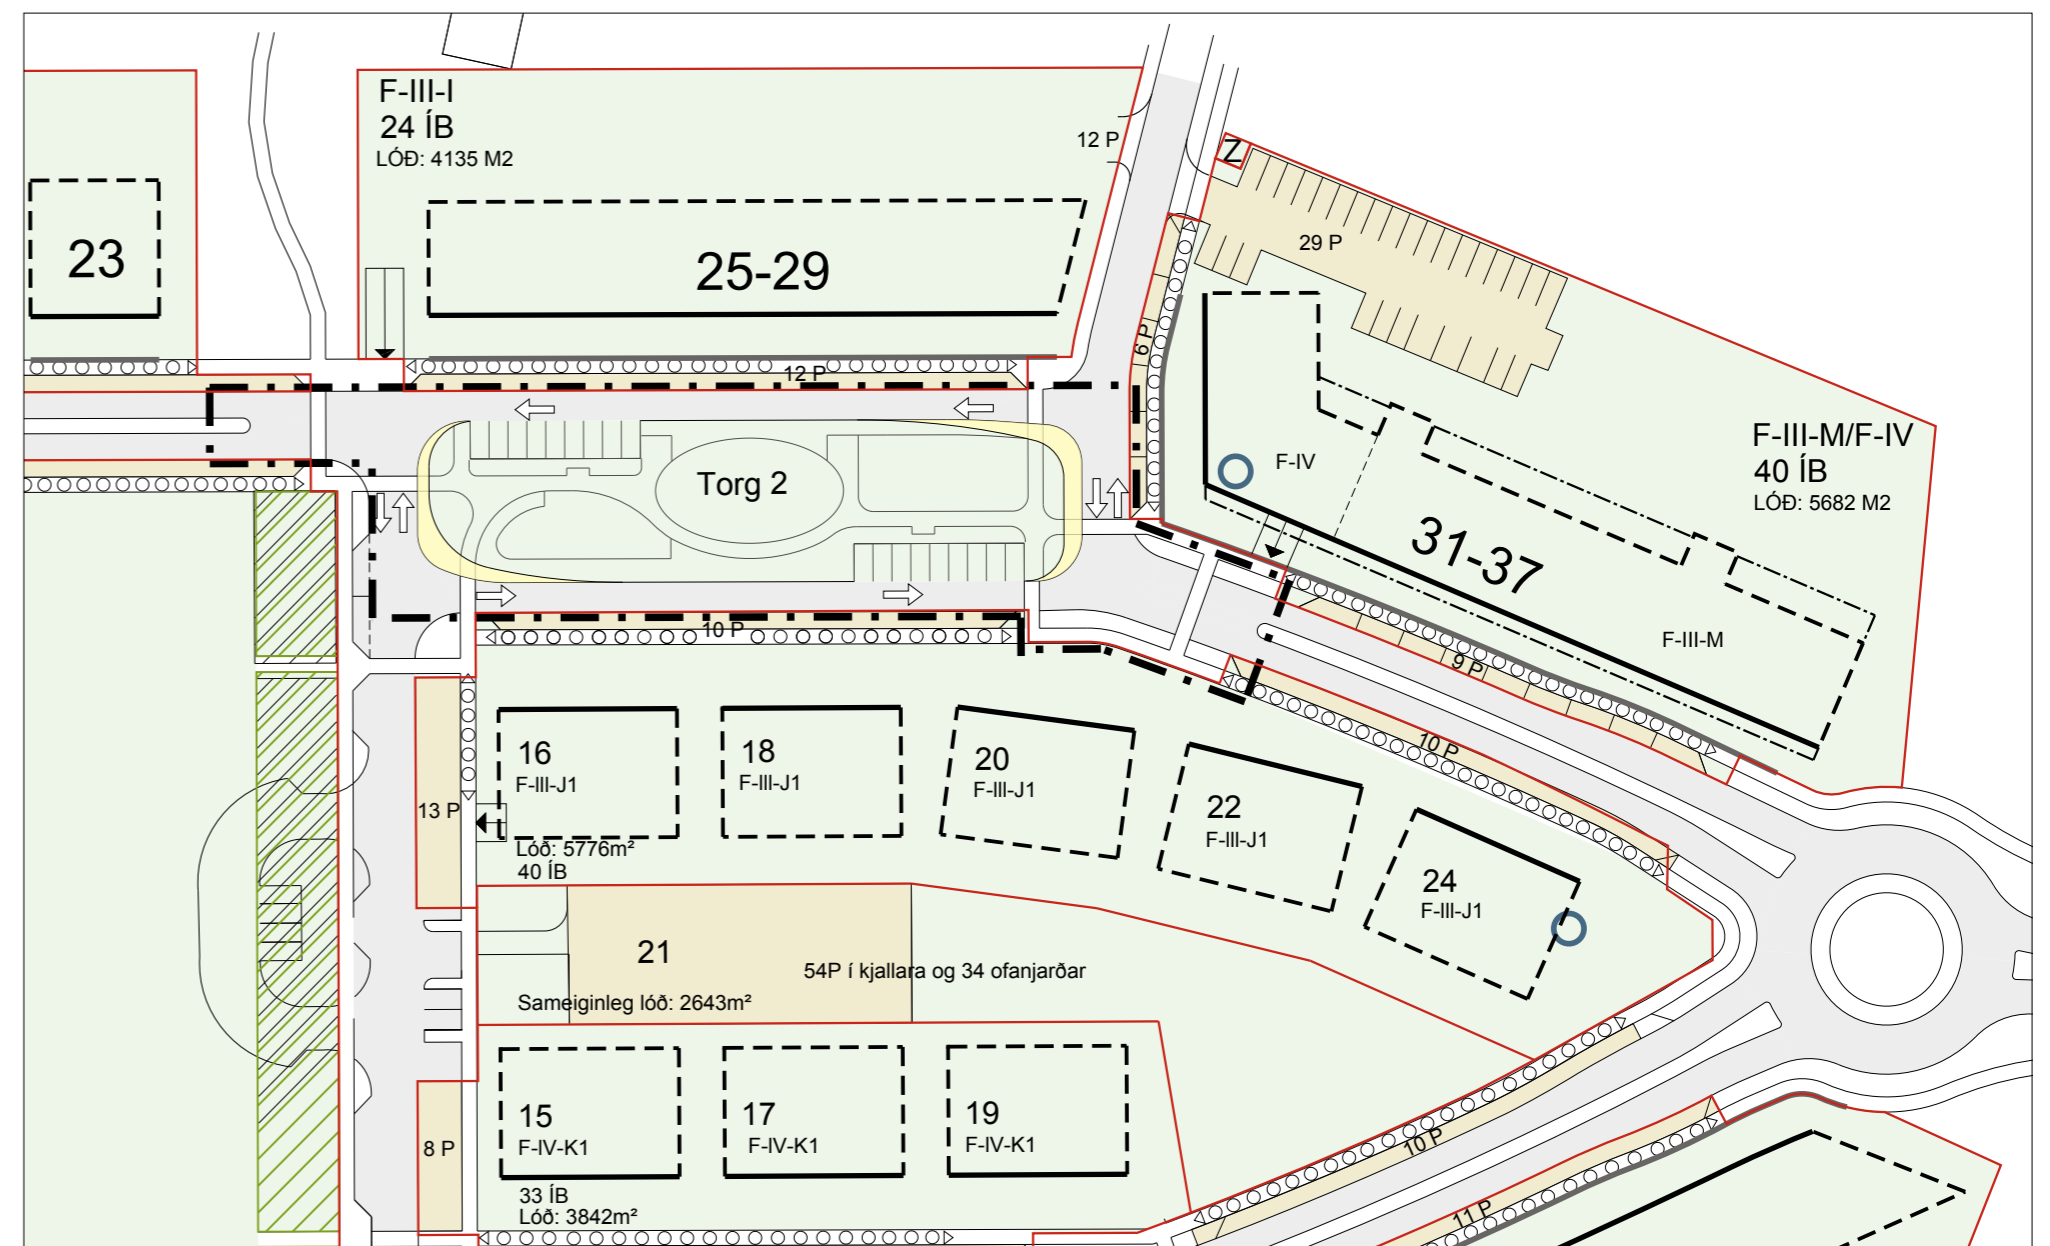 F-III-I
24 ÍB
LÓÐ: 4135 M2
12 P
Z
29 P
23
25-29
6 P
12 P
F-III-M/F-IV
40 ÍB
LÓÐ: 5682 M2
F-IV
Torg 2
31-37
F-III-M
10 P
9 P
10 P
16
F-III-J1
18
F-III-J1
20
F-III-J1
22
F-III-J1
24
F-III-J1
13 P
Lóð: 5776m²
40 ÍB
21
54P í kjallara og 34 ofanjarðar
Sameiginleg lóð: 2643m²
15
F-IV-K1
17
F-IV-K1
19
F-IV-K1
8 P
10 P
33 ÍB
Lóð: 3842m²
11 P